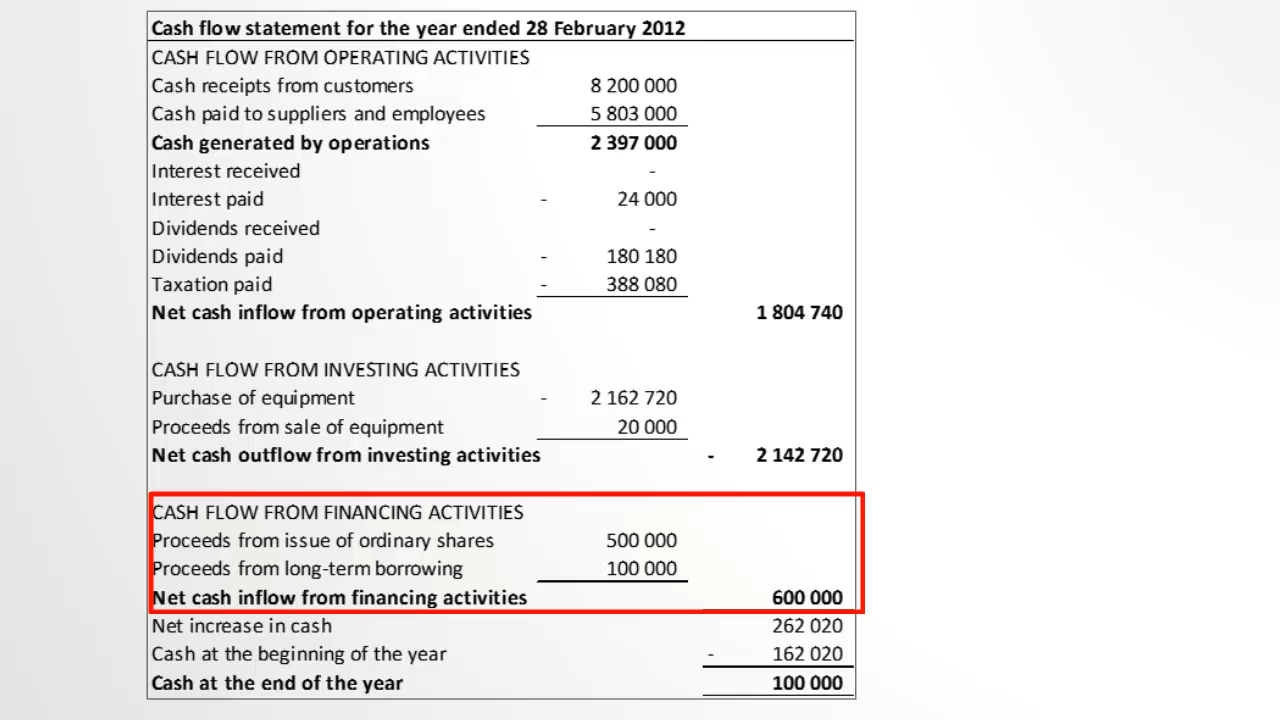 Cash flow statement for the year ended 28 February 2012
CASH FLOW FROM OPERATING ACTIVITIES
Cash receipts from customers 8 200 000
Cash paid to suppliers and employees 5 803 000
Cash generated by operations 2 397 000
Interest received -
Interest paid - 24 000
Dividends received -
Dividends paid - 180 180
Taxation paid - 388 080
Net cash inflow from operating activities 1 804 740
CASH FLOW FROM INVESTING ACTIVITIES
Purchase of equipment - 2 162 720
Proceeds from sale of equipment 20 000
Net cash outflow from investing activities - 2 142 720
CASH FLOW FROM FINANCING ACTIVITIES
Proceeds from issue of ordinary shares 500 000
Proceeds from long-term borrowing 100 000
Net cash inflow from financing activities 600 000
Net increase in cash 262 020
Cash at the beginning of the year - 162 020
Cash at the end of the year 100 000